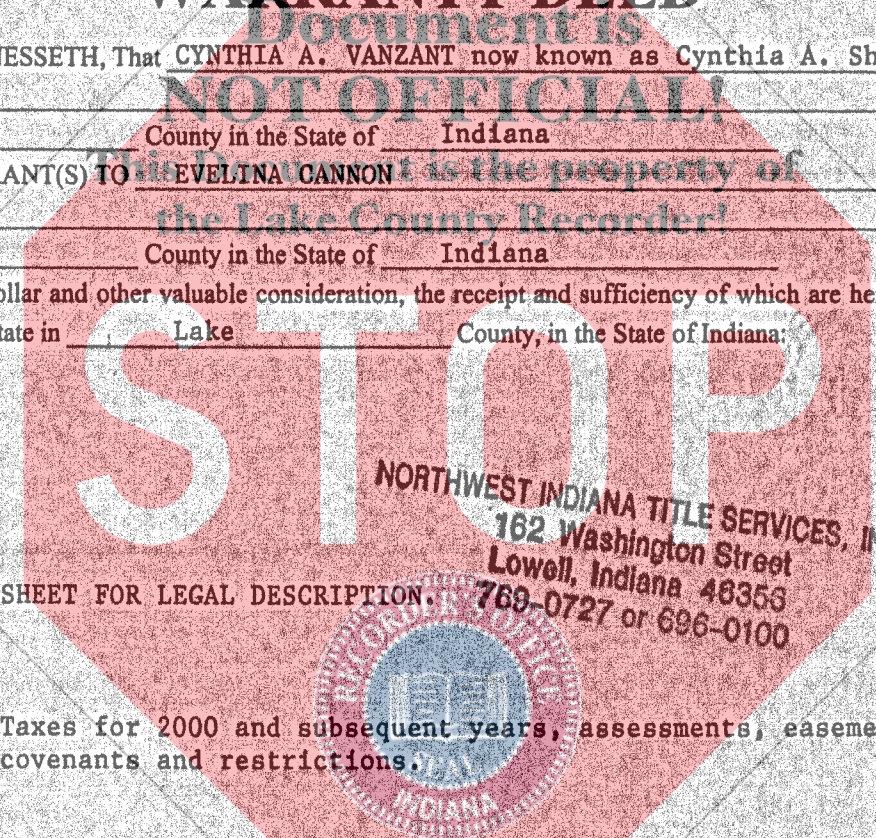 WARRANTY DEED
Document is
NESSETH, That CYNTHIA A. VANZANT now known as Cynthia A. Sh
NOT OFFICIAL!
County in the State of Indiana
This Document is the property of
ANT(S) TO EVELINA CANNON
the Lake County Recorder!
County in the State of Indiana
ollar and other valuable consideration, the receipt and sufficiency of which are he
tate in Lake County, in the State of Indiana:
STOP
NORTHWEST INDIANA TITLE SERVICES, IN
162 Washington Street
Lowell, Indiana 46356
769-0727 or 696-0100
SHEET FOR LEGAL DESCRIPTION.
RECORDER'S OFFICE
Taxes for 2000 and subsequent years, assessments, easeme
covenants and restrictions.
SEAL
INDIANA